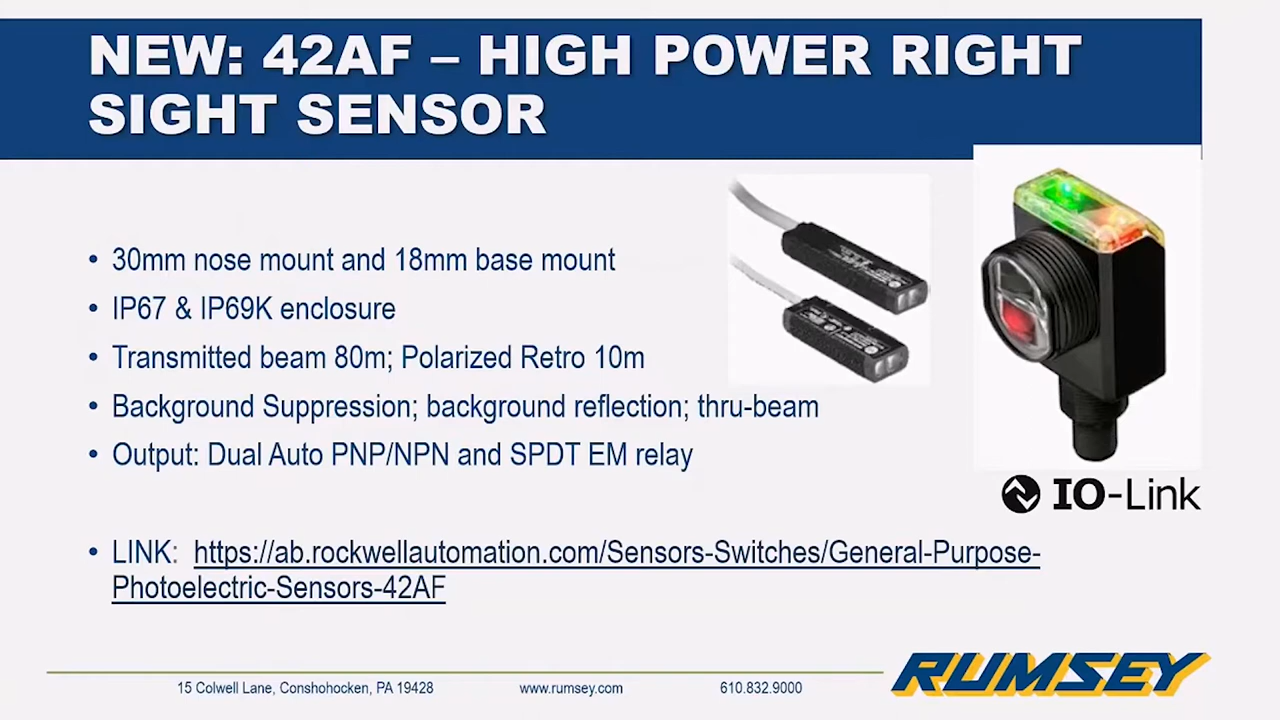 NEW: 42AF – HIGH POWER RIGHT
SIGHT SENSOR
• 30mm nose mount and 18mm base mount
• IP67 & IP69K enclosure
• Transmitted beam 80m; Polarized Retro 10m
• Background Suppression; background reflection; thru-beam
• Output: Dual Auto PNP/NPN and SPDT EM relay
IO-Link
• LINK: https://ab.rockwellautomation.com/Sensors-Switches/General-Purpose-
Photoelectric-Sensors-42AF
15 Colwell Lane, Conshohocken, PA 19428
www.rumsey.com
610.832.9000
RUMSEY